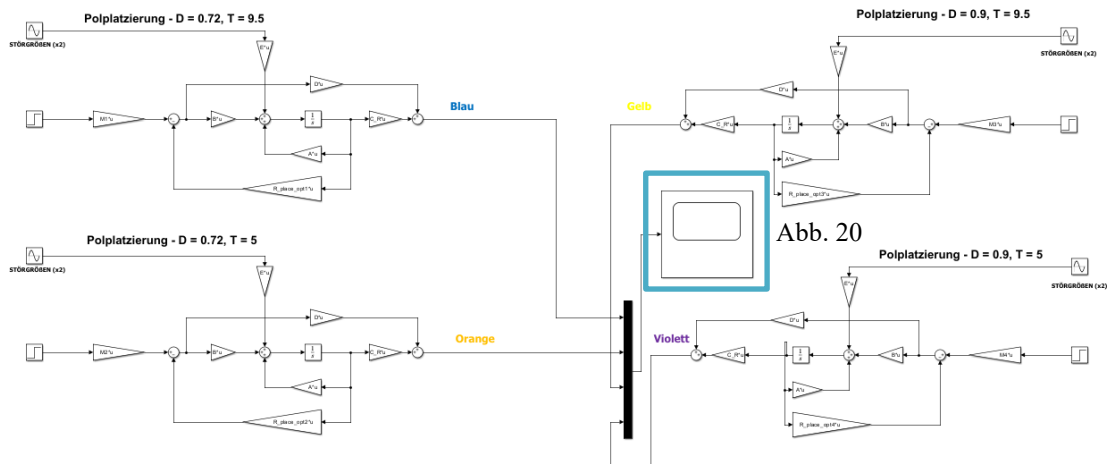 Polplatzierung - D = 0.72, T = 9.5
STÖRGRÖßEN (x2)
E*u
D*u
M1*u
B*u
1
s
C_R*u
Blau
A*u
R_place_opt1*u
Polplatzierung - D = 0.9, T = 9.5
STÖRGRÖßEN (x2)
E*u
D*u
Gelb
C_R*u
1
s
B*u
M3*u
A*u
R_place_opt3*u
Abb. 20
Polplatzierung - D = 0.72, T = 5
STÖRGRÖßEN (x2)
E*u
D*u
M2*u
B*u
1
s
C_R*u
Orange
A*u
R_place_opt2*u
Polplatzierung - D = 0.9, T = 5
STÖRGRÖßEN (x2)
E*u
D*u
Violett
C_R*u
1
s
B*u
M4*u
A*u
R_place_opt4*u